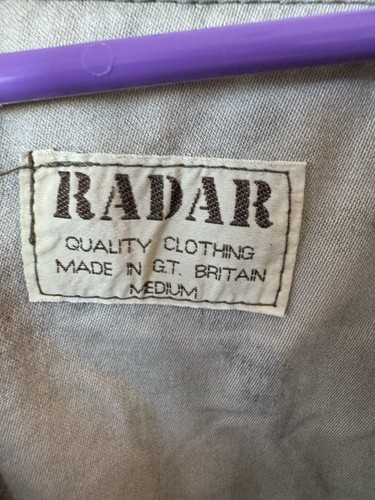 RADAR
QUALITY CLOTHING
MADE IN G.T. BRITAIN
MEDIUM